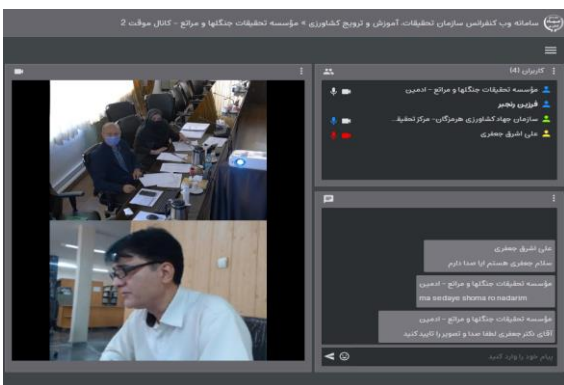 سامانه وب کنفرانس سازمان تحقیقات، آموزش و ترویج کشاورزی » مؤسسه تحقیقات جنگلها و مراتع - کانال موقت 2
کاربران (4)
مؤسسه تحقیقات جنگلها و مراتع - ادمین
فرزین رنجبر
سازمان جهاد کشاورزی هرمزگان- مرکز تحقیقـ...
علی اشرق جعفری
علی اشرق جعفری
سلام جعفری هستم ایا صدا دارم
مؤسسه تحقیقات جنگلها و مراتع - ادمین
ma sedaye shoma ro nadarim
مؤسسه تحقیقات جنگلها و مراتع - ادمین
آقای دکتر جعفری لطفا صدا و تصویر را تایید کنید
پیام خود را وارد کنید